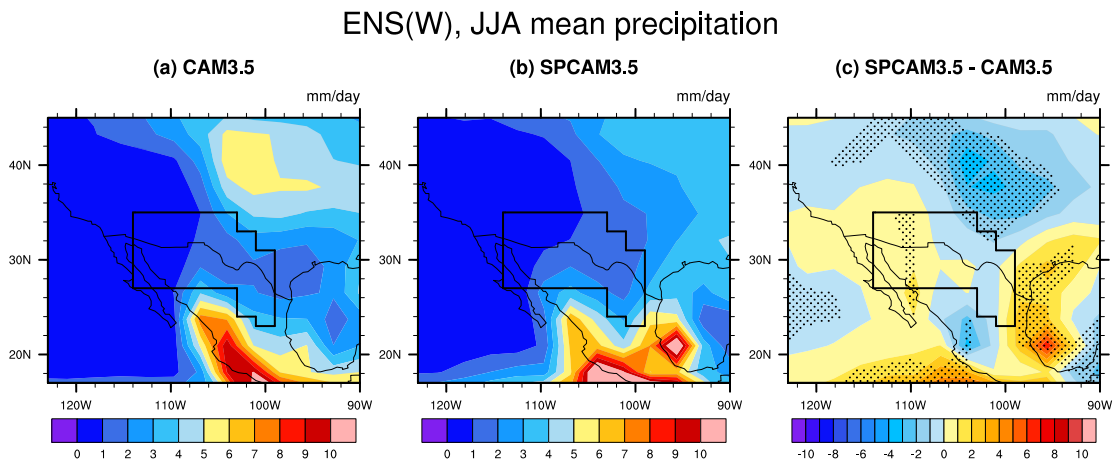 ENS(W), JJA mean precipitation
(a) CAM3.5
(b) SPCAM3.5
(c) SPCAM3.5 - CAM3.5
mm/day
mm/day
mm/day
40N
30N
20N
120W 110W 100W 90W
40N
30N
20N
120W 110W 100W 90W
40N
30N
20N
120W 110W 100W 90W
0 1 2 3 4 5 6 7 8 9 10
0 1 2 3 4 5 6 7 8 9 10
-10 -8 -6 -4 -2 0 2 4 6 8 10